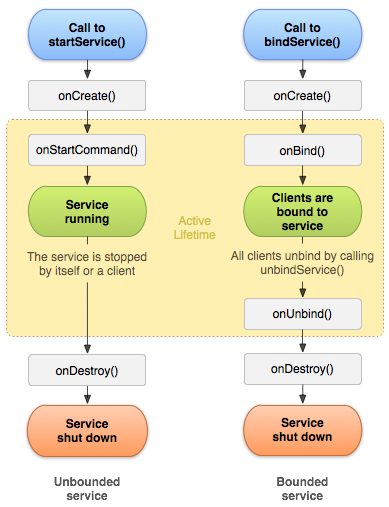 Call to
startService()
onCreate()
onStartCommand()
Service
running
The service is stopped
by itself or a client
onDestroy()
Service
shut down
Unbounded
service
Active
Lifetime
Call to
bindService()
onCreate()
onBind()
Clients are
bound to
service
All clients unbind by calling
unbindService()
onUnbind()
onDestroy()
Service
shut down
Bounded
service